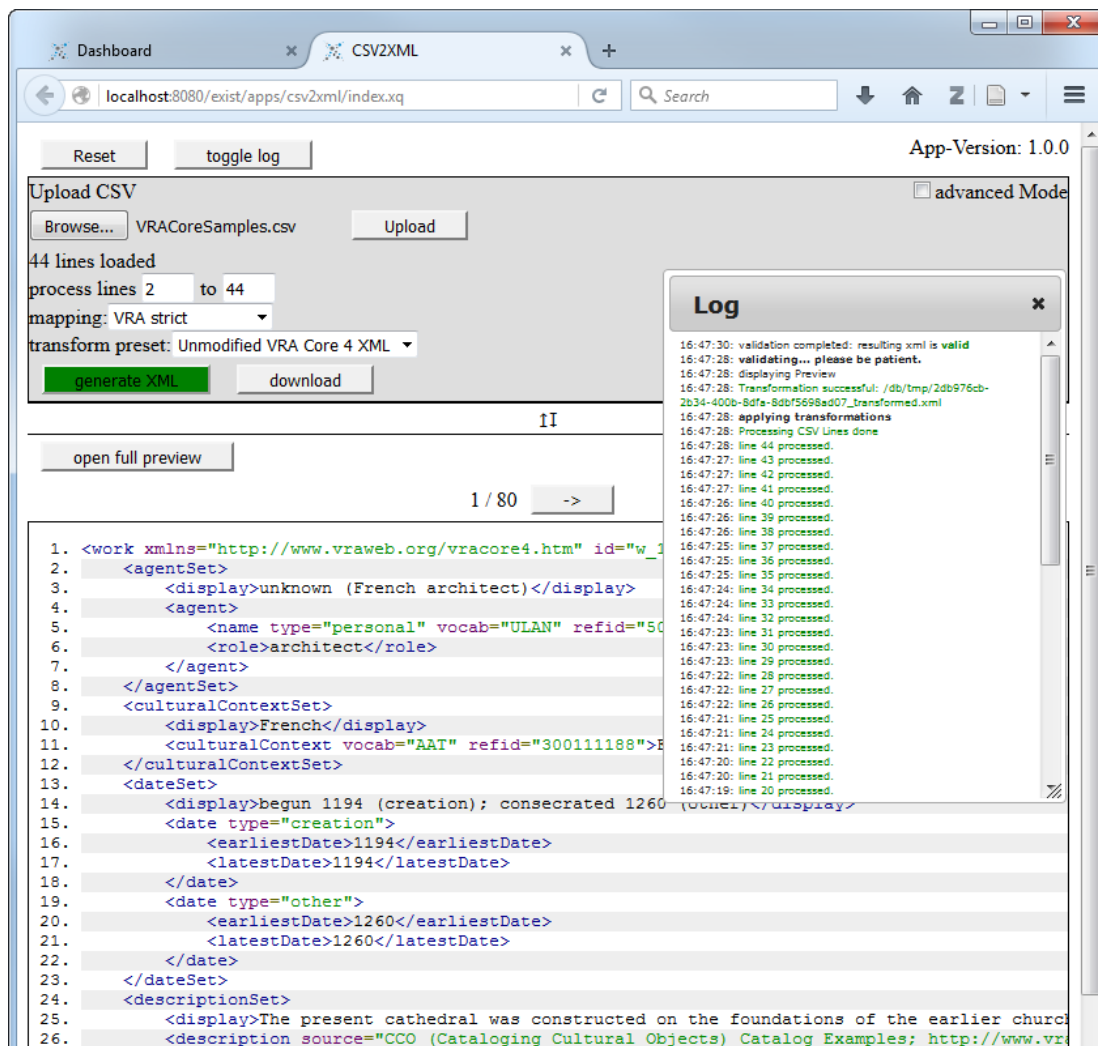 Dashboard
CSV2XML
localhost:8080/exist/apps/csv2xml/index.xq
Search
Reset
toggle log
App-Version: 1.0.0
Upload CSV
advanced Mode
Browse...
VRACoreSamples.csv
Upload
44 lines loaded
process lines 2 to 44
mapping: VRA strict
transform preset: Unmodified VRA Core 4 XML
generate XML
download
open full preview
1 / 80
->
1. <work xmlns="http://www.vraweb.org/vracore4.htm" id="w_1
2. <agentSet>
3. <display>unknown (French architect)</display>
4. <agent>
5. <name type="personal" vocab="ULAN" refid="50
6. <role>architect</role>
7. </agent>
8. </agentSet>
9. <culturalContextSet>
10. <display>French</display>
11. <culturalContext vocab="AAT" refid="300111188">
12. </culturalContextSet>
13. <dateSet>
14. <display>begun 1194 (creation); consecrated 1260 (other)</display>
15. <date type="creation">
16. <earliestDate>1194</earliestDate>
17. <latestDate>1194</latestDate>
18. </date>
19. <date type="other">
20. <earliestDate>1260</earliestDate>
21. <latestDate>1260</latestDate>
22. </date>
23. </dateSet>
24. <descriptionSet>
25. <display>The present cathedral was constructed on the foundations of the earlier church
26. <description source="CCO (Cataloging Cultural Objects) Catalog Examples; http://www.vra
Log
16:47:30: validation completed: resulting xml is valid
16:47:28: validating... please be patient.
16:47:28: displaying Preview
16:47:28: Transformation successful: /db/tmp/2db976cb-
2b34-400b-8dfa-8dbf5698ad07_transformed.xml
16:47:28: applying transformations
16:47:28: Processing CSV Lines done
16:47:28: line 44 processed.
16:47:27: line 43 processed.
16:47:27: line 42 processed.
16:47:27: line 41 processed.
16:47:26: line 40 processed.
16:47:26: line 39 processed.
16:47:26: line 38 processed.
16:47:25: line 37 processed.
16:47:25: line 36 processed.
16:47:25: line 35 processed.
16:47:24: line 34 processed.
16:47:24: line 33 processed.
16:47:24: line 32 processed.
16:47:23: line 31 processed.
16:47:23: line 30 processed.
16:47:23: line 29 processed.
16:47:22: line 28 processed.
16:47:22: line 27 processed.
16:47:22: line 26 processed.
16:47:21: line 25 processed.
16:47:21: line 24 processed.
16:47:21: line 23 processed.
16:47:20: line 22 processed.
16:47:20: line 21 processed.
16:47:19: line 20 processed.